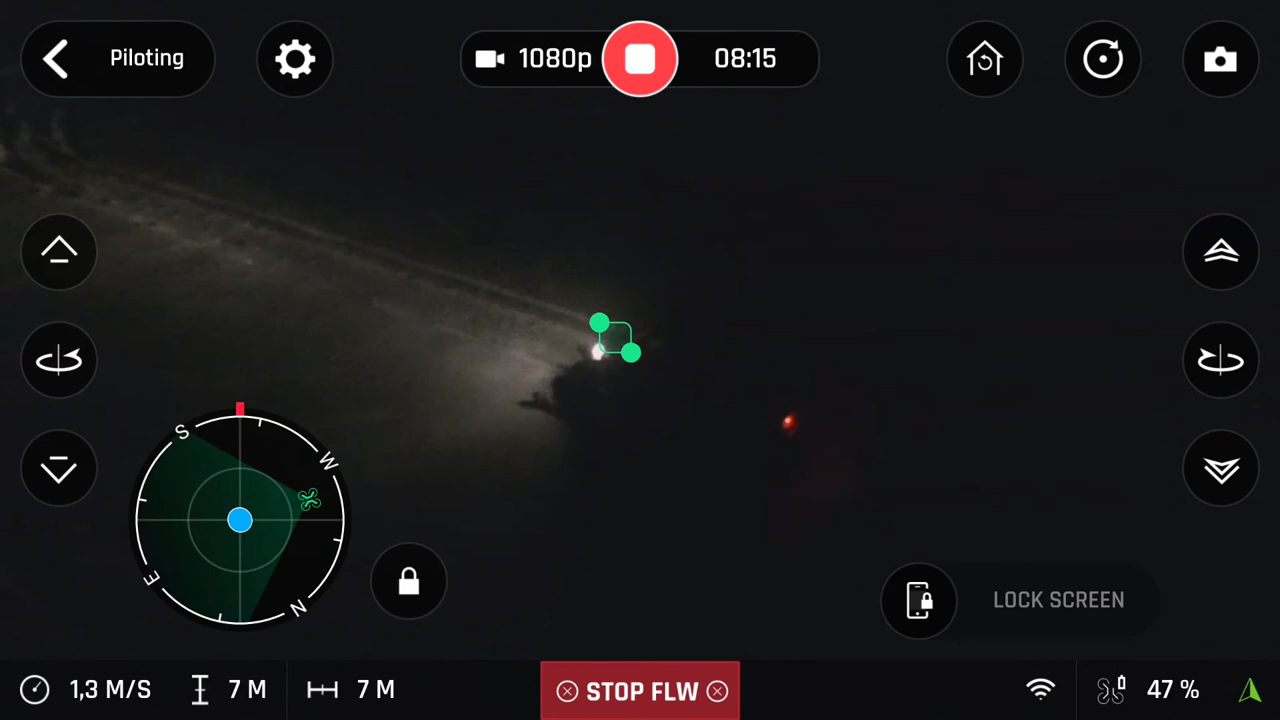 Piloting
1080p
08:15
S
W
E
N
LOCK SCREEN
1,3 M/S
7 M
7 M
STOP FLW
47 %